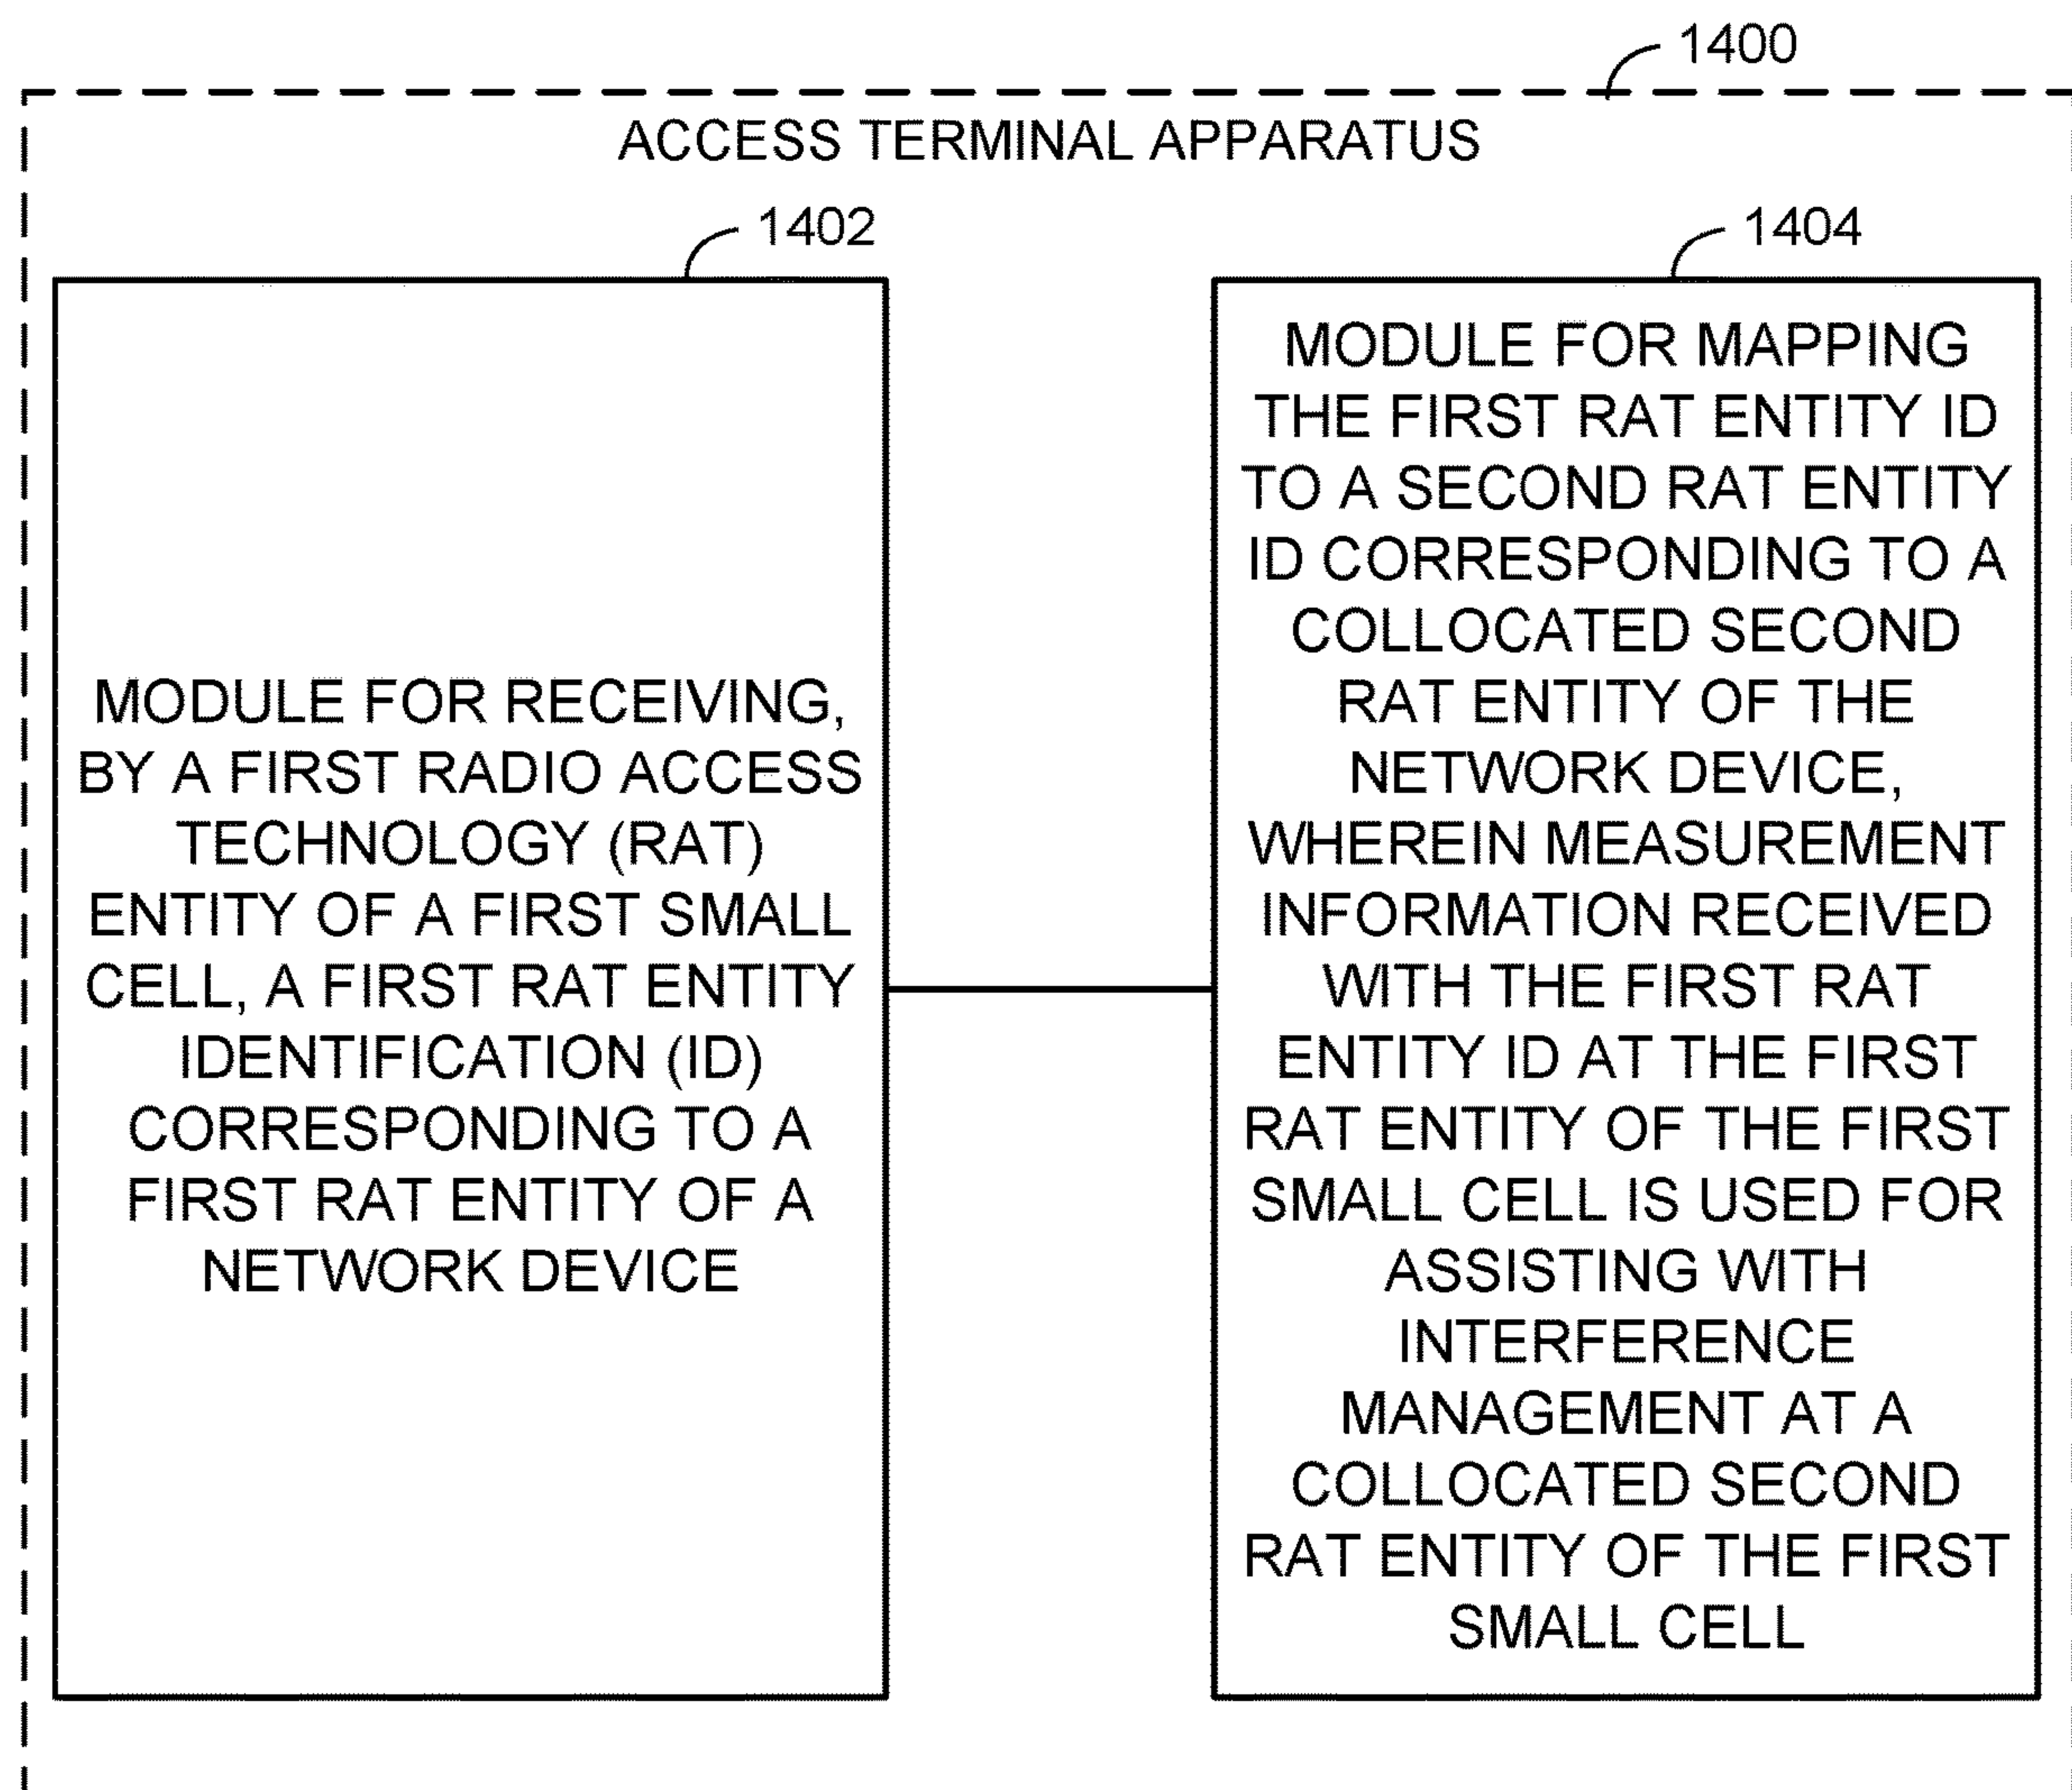 1400
ACCESS TERMINAL APPARATUS
1402
MODULE FOR RECEIVING,
BY A FIRST RADIO ACCESS
TECHNOLOGY (RAT)
ENTITY OF A FIRST SMALL
CELL, A FIRST RAT ENTITY
IDENTIFICATION (ID)
CORRESPONDING TO A
FIRST RAT ENTITY OF A
NETWORK DEVICE
1404
MODULE FOR MAPPING
THE FIRST RAT ENTITY ID
TO A SECOND RAT ENTITY
ID CORRESPONDING TO A
COLLOCATED SECOND
RAT ENTITY OF THE
NETWORK DEVICE,
WHEREIN MEASUREMENT
INFORMATION RECEIVED
WITH THE FIRST RAT
ENTITY ID AT THE FIRST
RAT ENTITY OF THE FIRST
SMALL CELL IS USED FOR
ASSISTING WITH
INTERFERENCE
MANAGEMENT AT A
COLLOCATED SECOND
RAT ENTITY OF THE FIRST
SMALL CELL